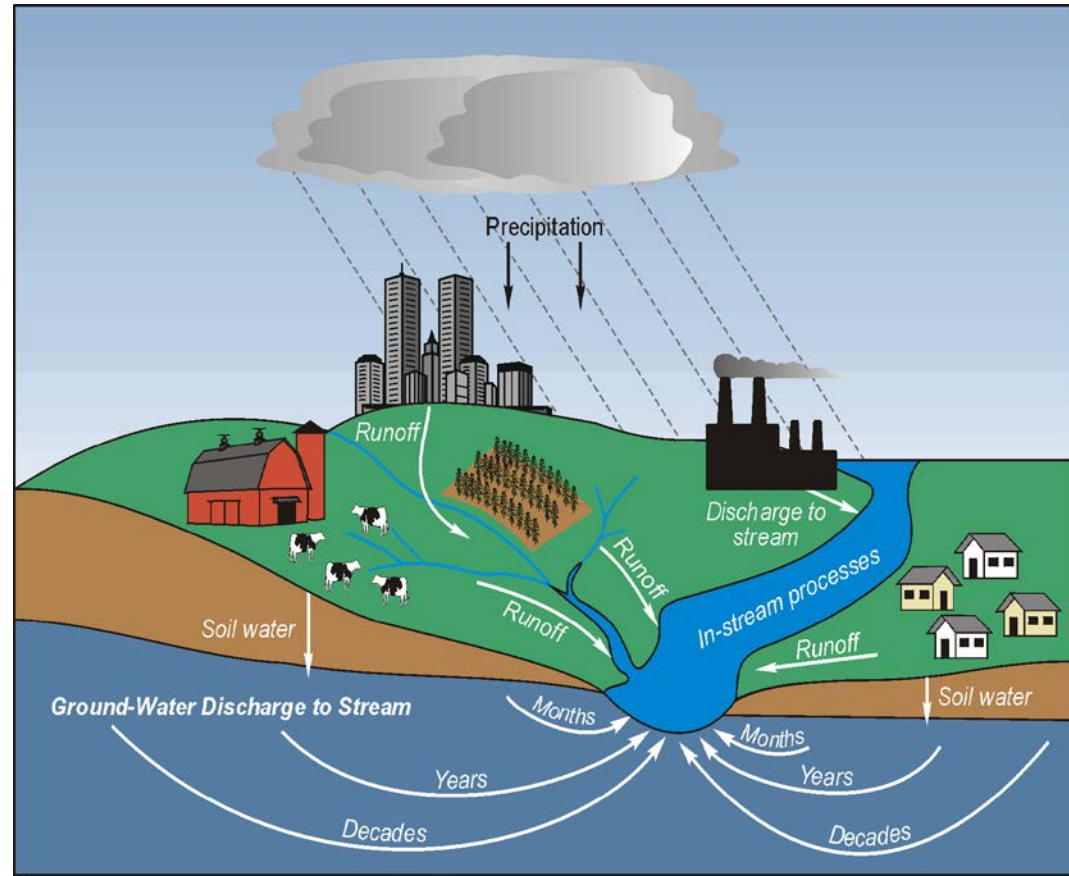 Precipitation
Runoff
Discharge to
stream
Runoff
In-stream processes
Runoff
Runoff
Soil water
Soil water
Ground-Water Discharge to Stream
Months
Months
Years
Years
Decades
Decades